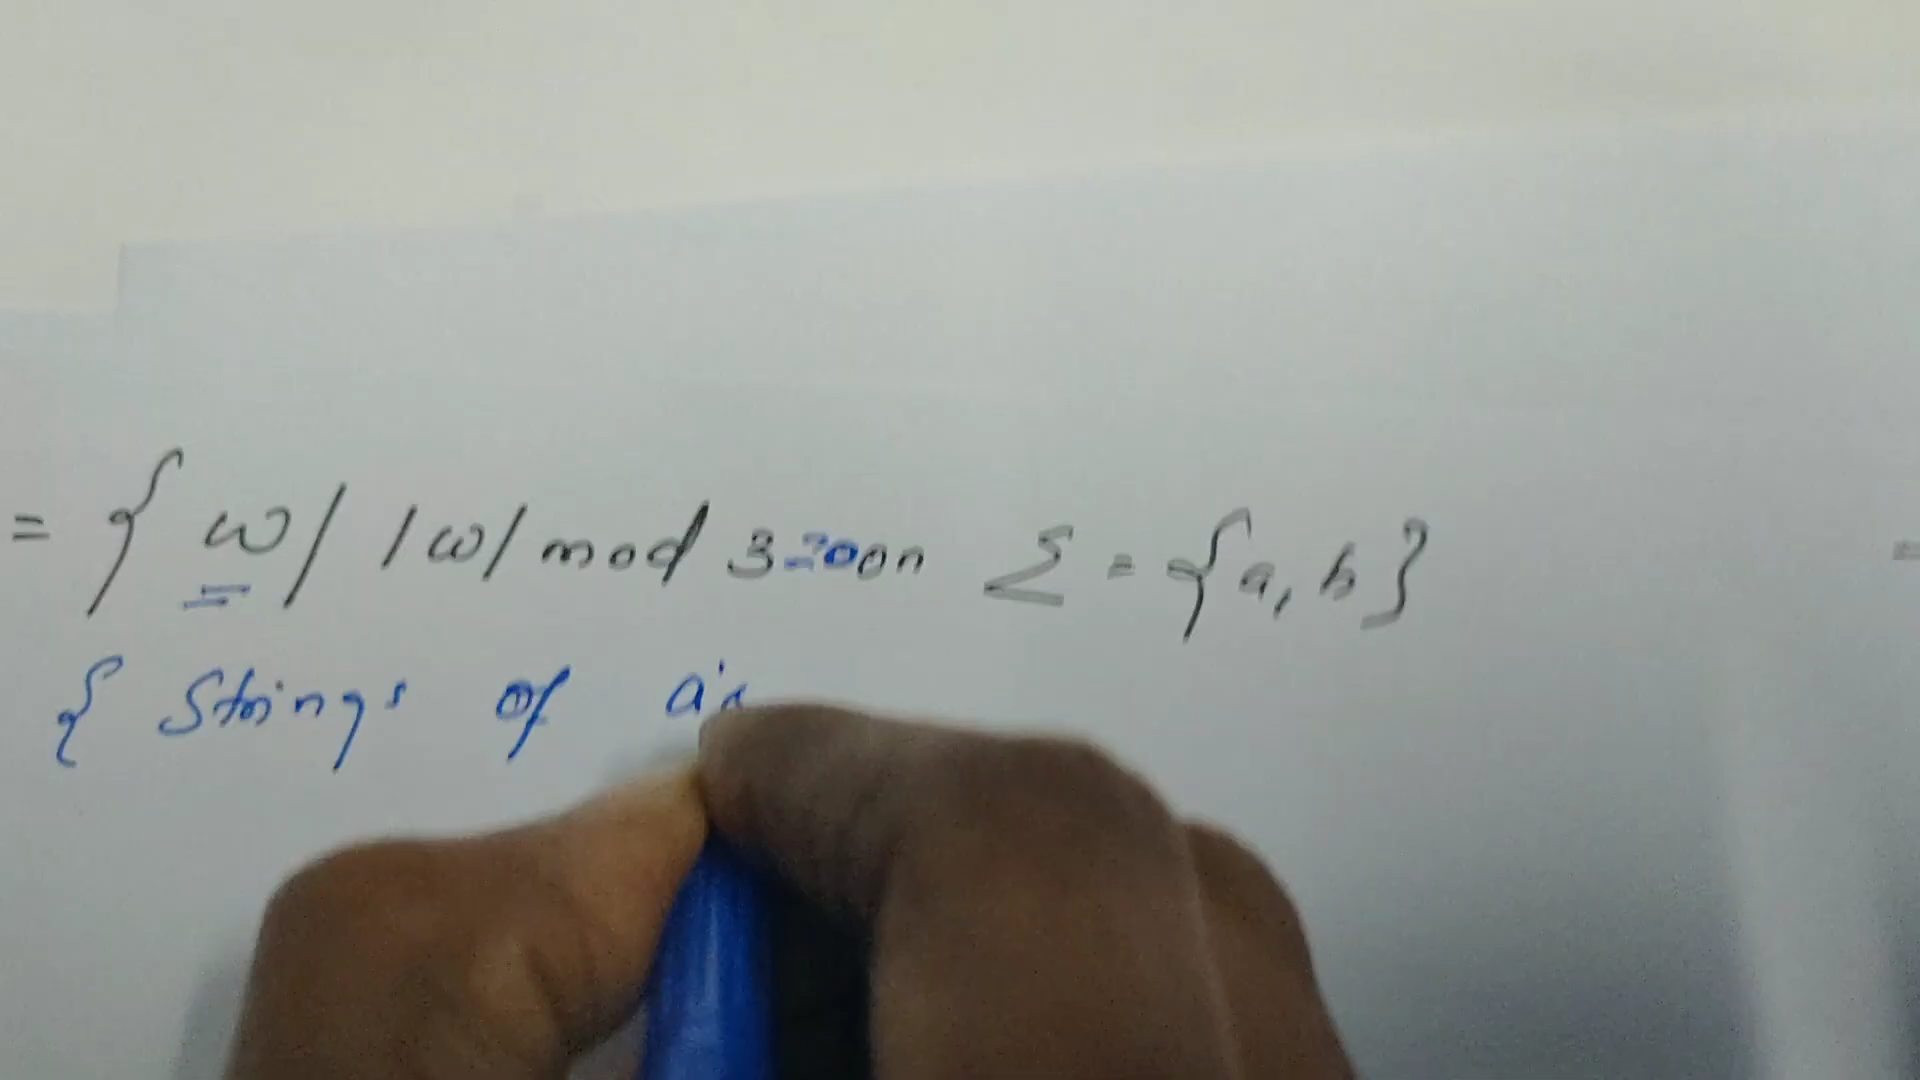 = { w / |w| mod 3 = 0 on Σ = {a, b} =
{ Strings of a's